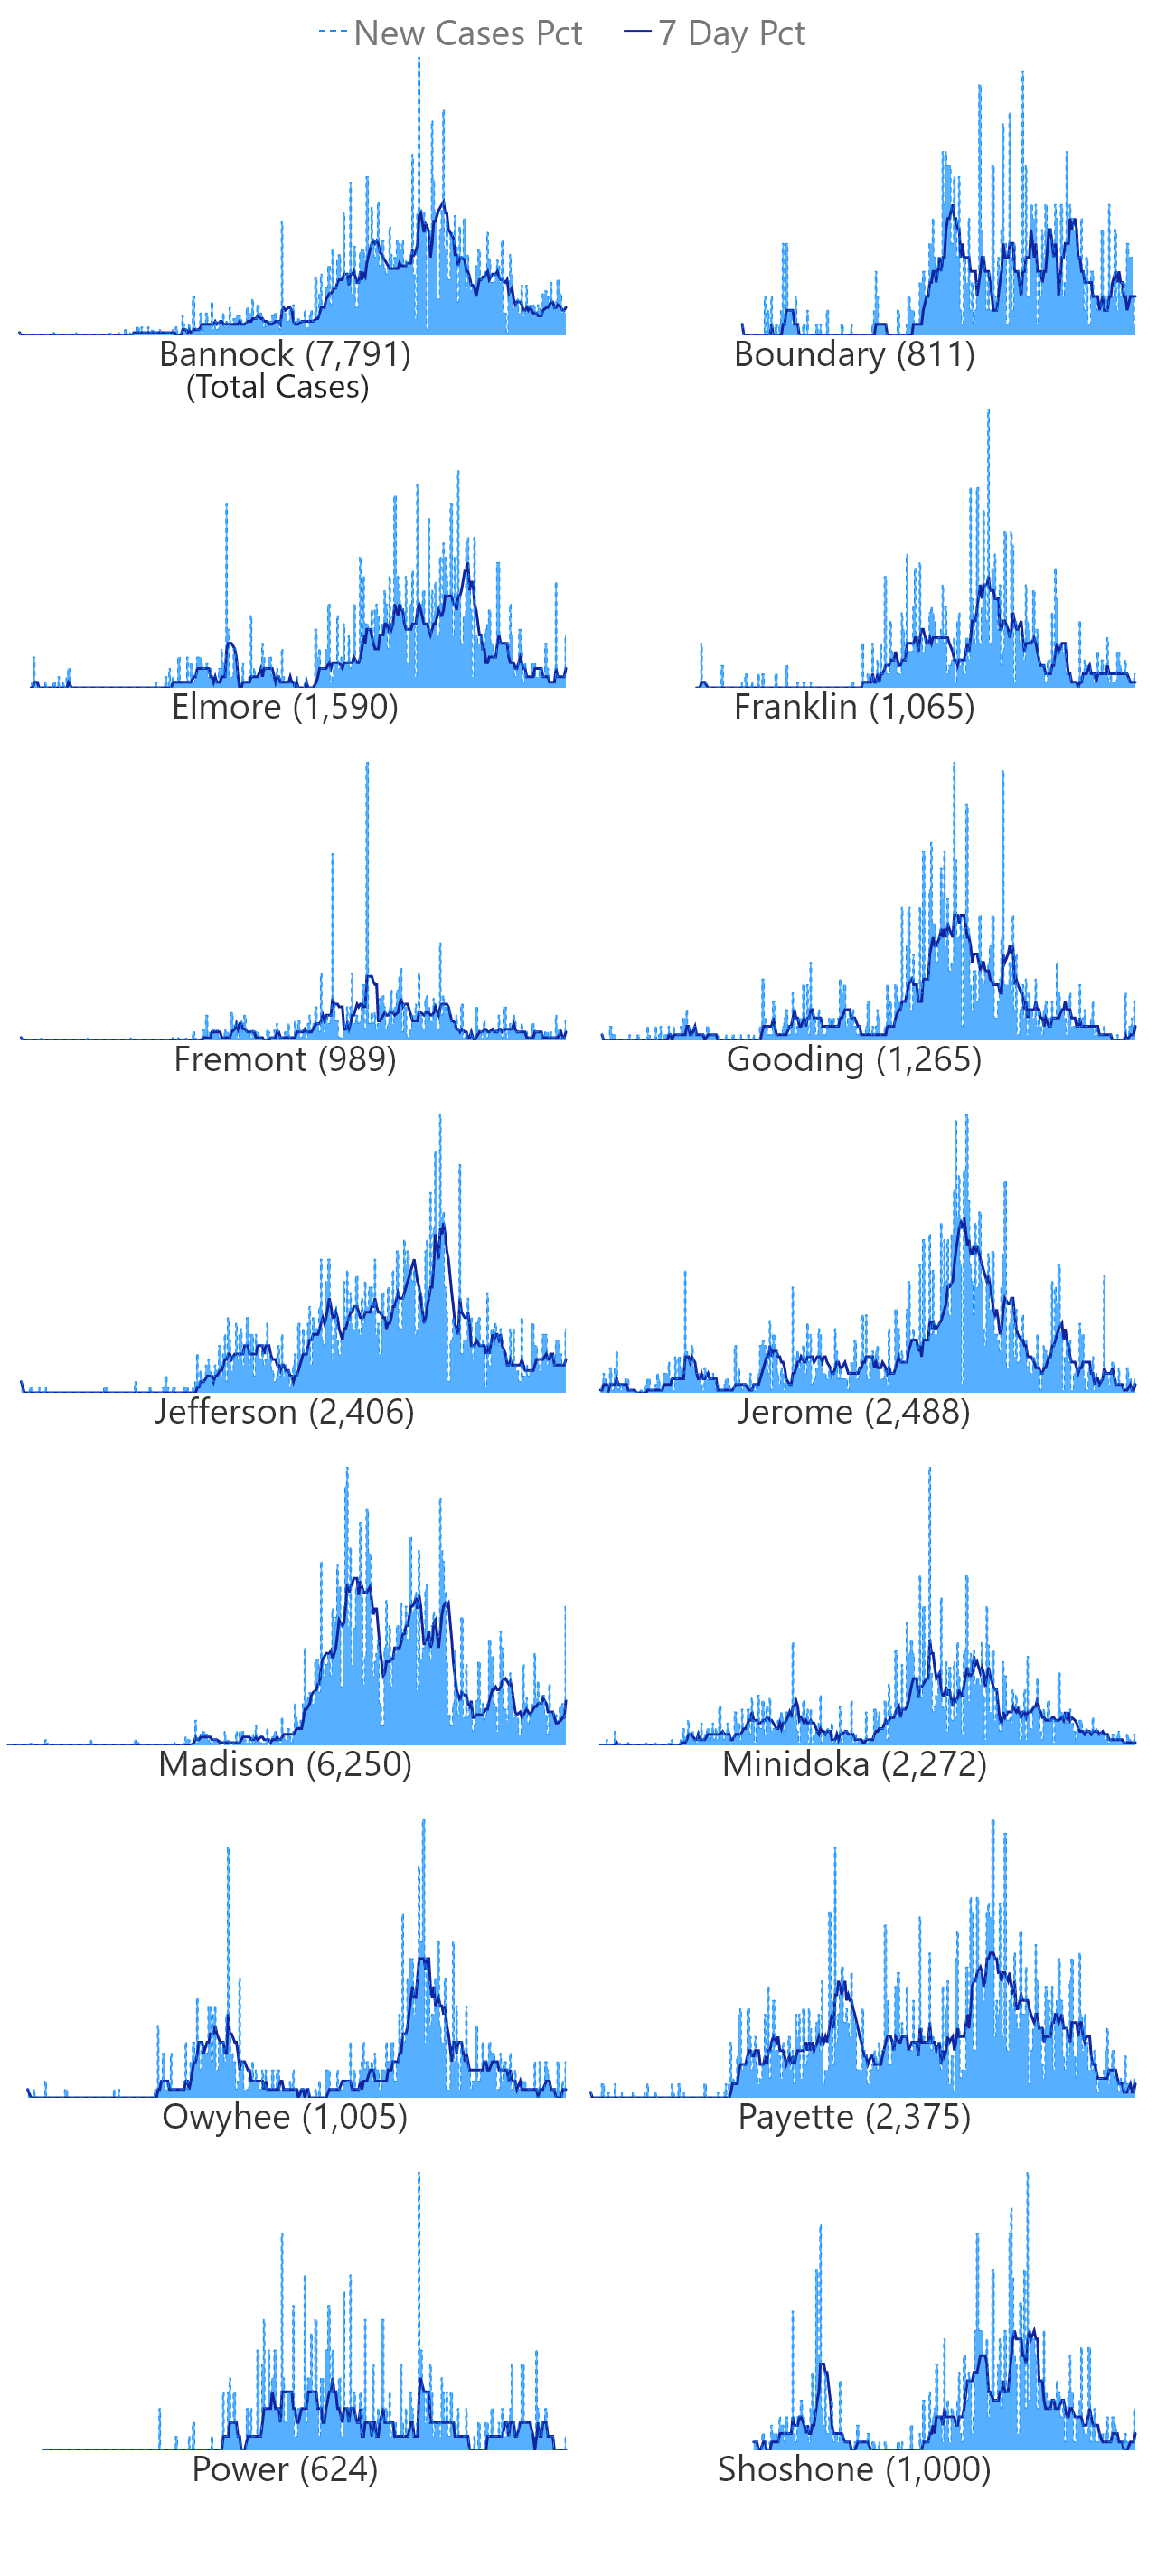 New Cases Pct 7 Day Pct
Bannock (7,791) Boundary (811)
(Total Cases)
Elmore (1,590) Franklin (1,065)
Fremont (989) Gooding (1,265)
Jefferson (2,406) Jerome (2,488)
Madison (6,250) Minidoka (2,272)
Owyhee (1,005) Payette (2,375)
Power (624) Shoshone (1,000)